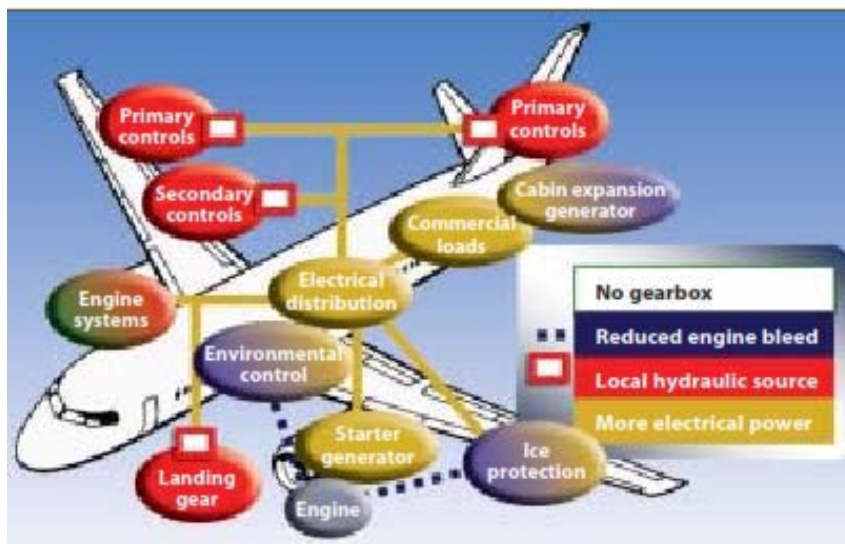 Primary
controls
Primary
controls
Secondary
controls
Cabin expansion
generator
Commercial
loads
Engine
systems
Electrical
distribution
Environmental
control
Starter
generator
Ice
protection
Landing
gear
Engine
No gearbox
Reduced engine bleed
Local hydraulic source
More electrical power